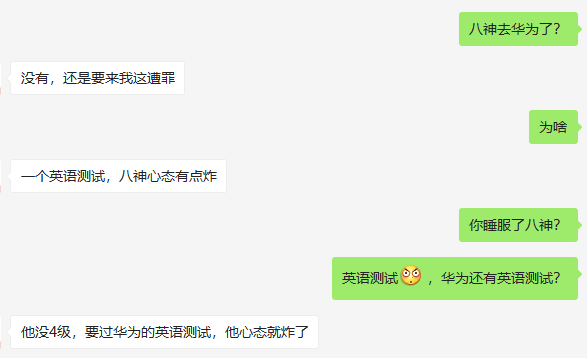 八神去华为了？
没有，还是要来我这遭罪
为啥
一个英语测试，八神心态有点炸
你睡服了八神？
英语测试，华为还有英语测试？
他没4级，要过华为的英语测试，他心态就炸了